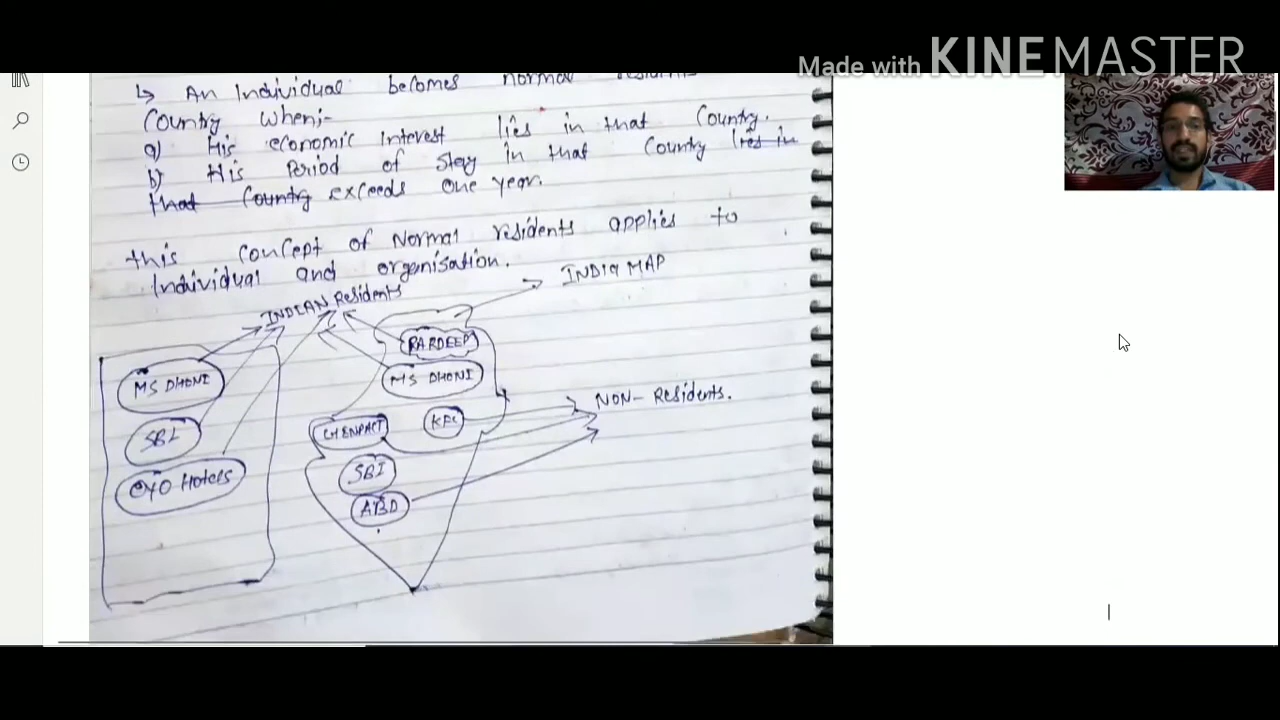 Made with KINEMASTER
↳ An Individual becomes normal
Country when;-
a) His economic interest lies in that Country.
b) His Period of Stay in that Country lies in
that Country exceeds one year.
this concept of Normal residents applies to
Individual and organisation.
INDIA MAP
INDIAN Residents
PARDEEP
MS DHONI
MS DHONI
NON-Residents.
KFC
SBI
SBI
OYO Hotels
ABD